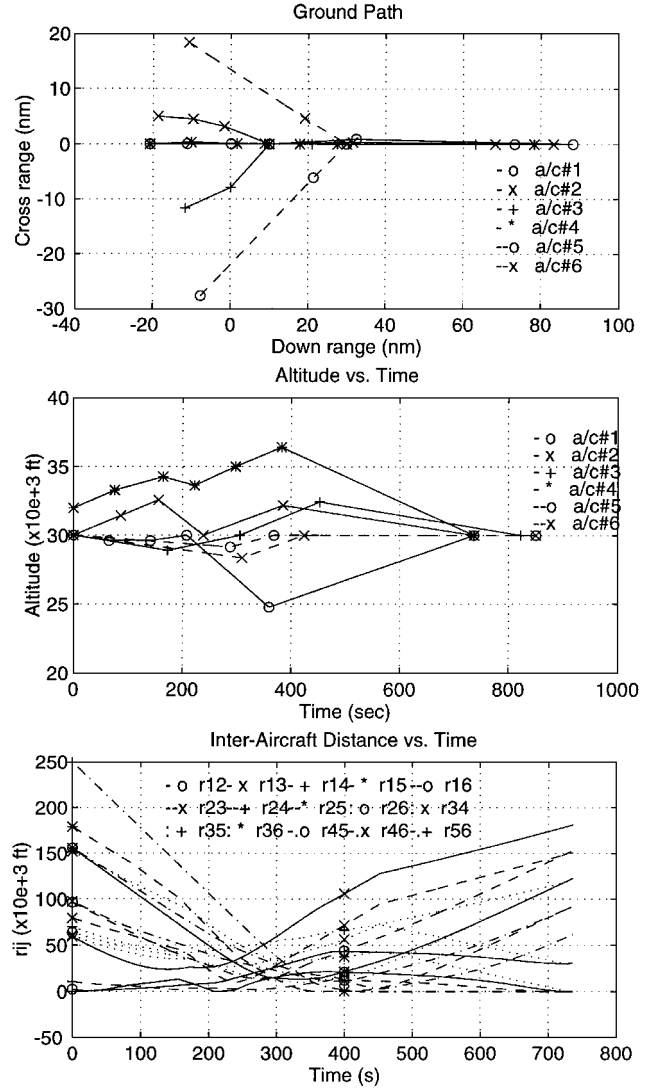 Ground Path
20
10
0
-10
-20
-30
Cross range (nm)
- o a/c#1
- x a/c#2
- + a/c#3
- * a/c#4
--o a/c#5
--x a/c#6
-40 -20 0 20 40 60 80 100
Down range (nm)
Altitude vs. Time
40
35
30
25
20
Altitude (x10e+3 ft)
- o a/c#1
- x a/c#2
- + a/c#3
- * a/c#4
--o a/c#5
--x a/c#6
0 200 400 600 800 1000
Time (sec)
Inter-Aircraft Distance vs. Time
250
200
150
100
50
0
-50
rij (x10e+3 ft)
- o r12- x r13- + r14- * r15--o r16
--x r23--+ r24--* r25: o r26: x r34
: + r35: * r36-.o r45-.x r46-.+ r56
0 100 200 300 400 500 600 700 800
Time (s)